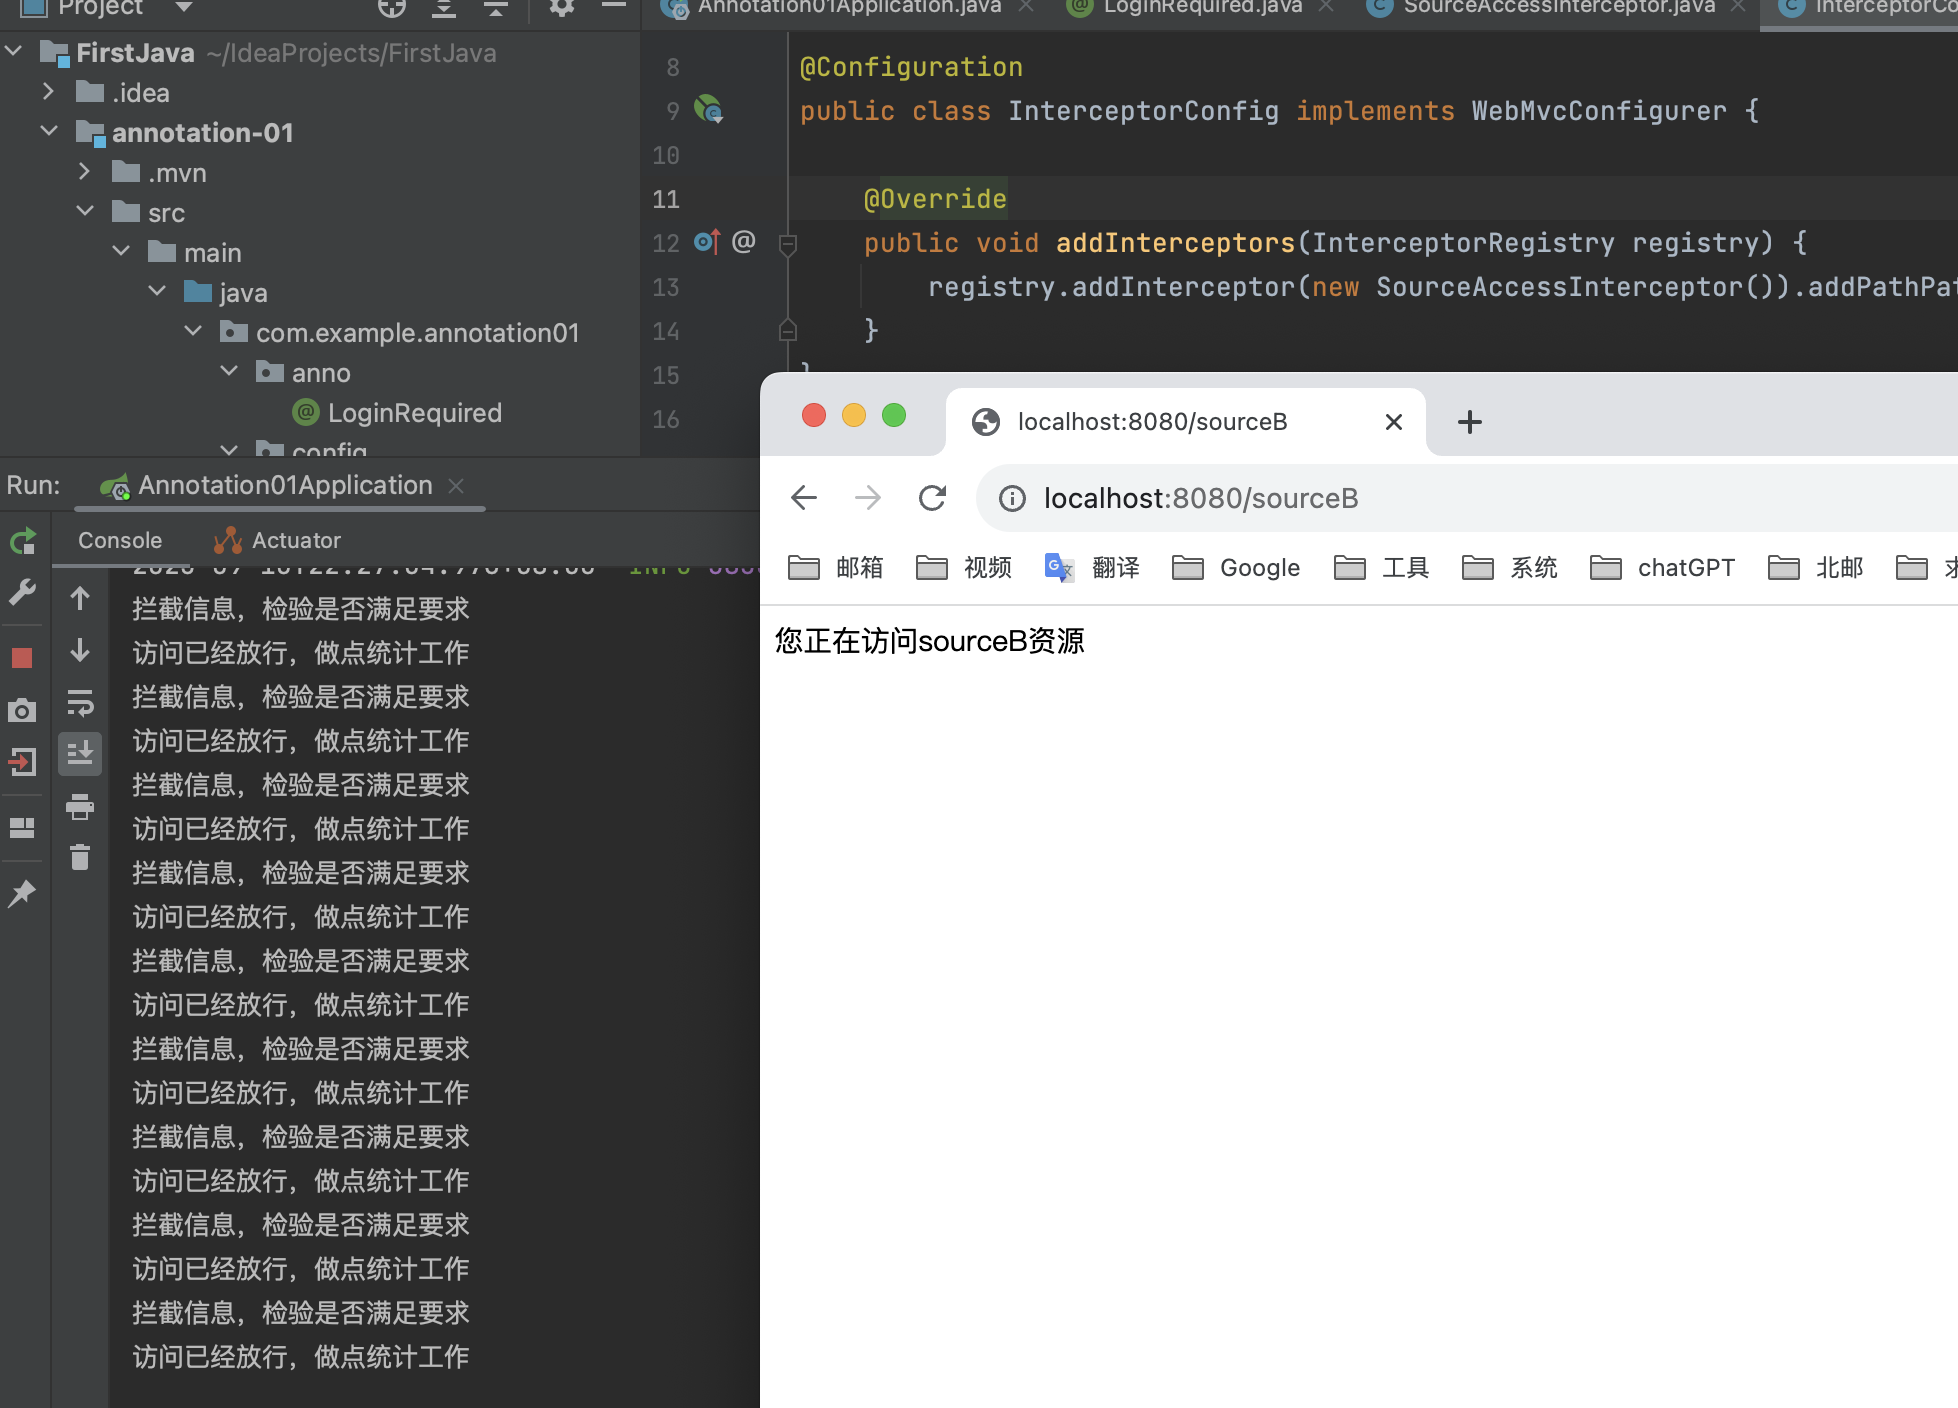 Project
Annotation01Application.java
LoginRequired.java
SourceAccessInterceptor.java
InterceptorCo
FirstJava ~/IdeaProjects/FirstJava
.idea
annotation-01
.mvn
src
main
java
com.example.annotation01
anno
LoginRequired
config
8 @Configuration
9 public class InterceptorConfig implements WebMvcConfigurer {
10
11 @Override
12 public void addInterceptors(InterceptorRegistry registry) {
13 registry.addInterceptor(new SourceAccessInterceptor()).addPathPat
14 }
15 }
16
Run: Annotation01Application
Console Actuator
拦截信息，检验是否满足要求
访问已经放行，做点统计工作
拦截信息，检验是否满足要求
访问已经放行，做点统计工作
拦截信息，检验是否满足要求
访问已经放行，做点统计工作
拦截信息，检验是否满足要求
访问已经放行，做点统计工作
拦截信息，检验是否满足要求
访问已经放行，做点统计工作
拦截信息，检验是否满足要求
访问已经放行，做点统计工作
拦截信息，检验是否满足要求
访问已经放行，做点统计工作
拦截信息，检验是否满足要求
访问已经放行，做点统计工作
拦截信息，检验是否满足要求
访问已经放行，做点统计工作
localhost:8080/sourceB
localhost:8080/sourceB
邮箱 视频 翻译 Google 工具 系统 chatGPT 北邮
您正在访问sourceB资源